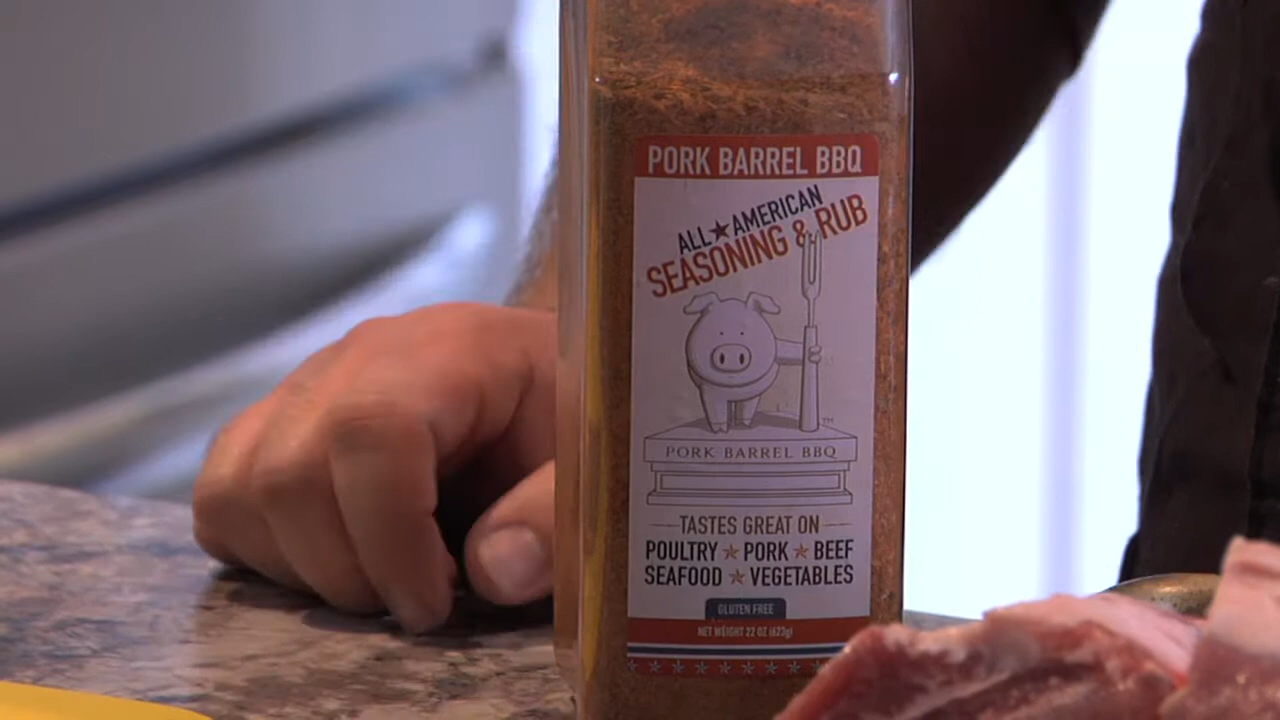 PORK BARREL BBQ
ALL★AMERICAN
SEASONING & RUB
TM
PORK BARREL BBQ
TASTES GREAT ON
POULTRY ★ PORK ★ BEEF
SEAFOOD ★ VEGETABLES
GLUTEN FREE
NET WEIGHT 22 OZ (623g)